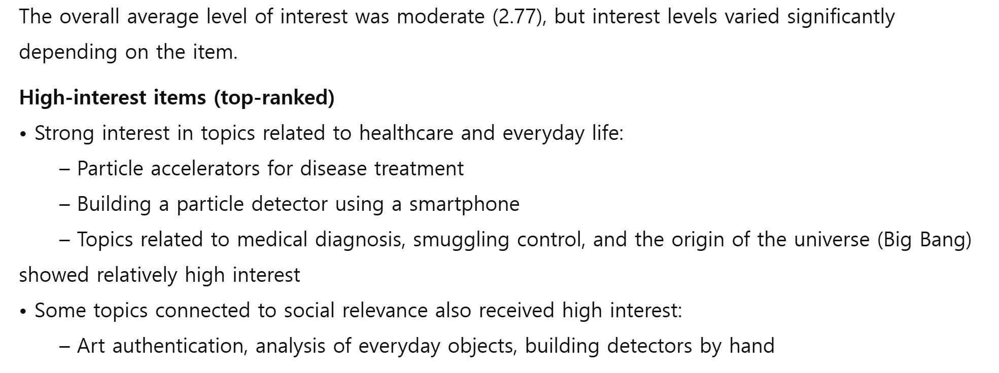 The overall average level of interest was moderate (2.77), but interest levels varied significantly
depending on the item.
High-interest items (top-ranked)
• Strong interest in topics related to healthcare and everyday life:
– Particle accelerators for disease treatment
– Building a particle detector using a smartphone
– Topics related to medical diagnosis, smuggling control, and the origin of the universe (Big Bang)
showed relatively high interest
• Some topics connected to social relevance also received high interest:
– Art authentication, analysis of everyday objects, building detectors by hand